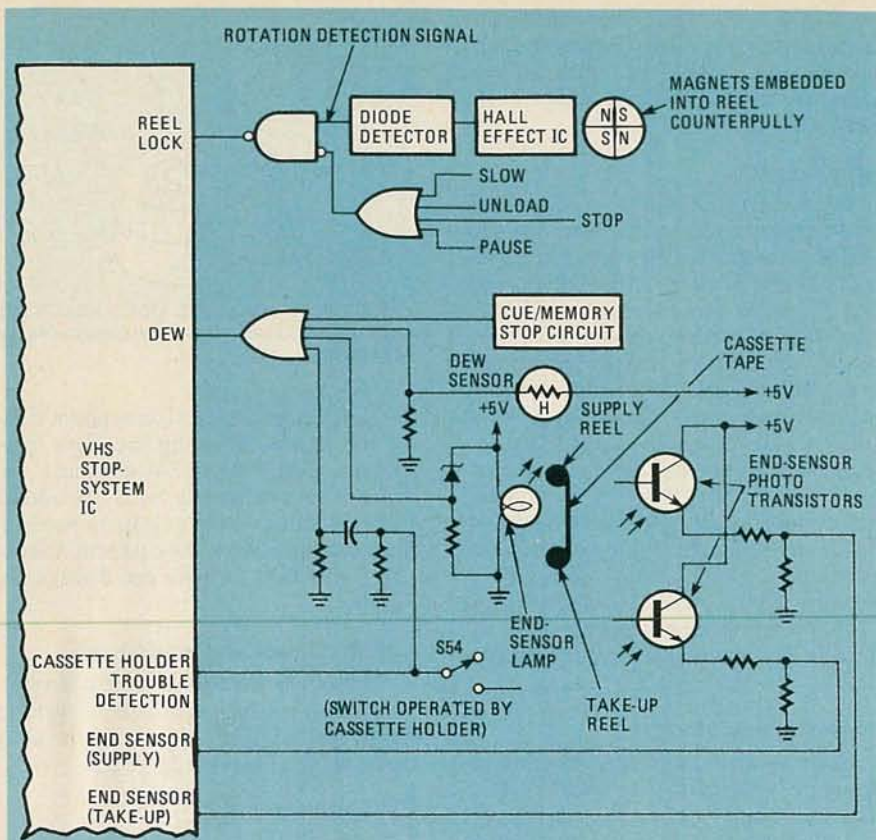 ROTATION DETECTION SIGNAL
MAGNETS EMBEDDED
INTO REEL
COUNTERPULLY
REEL
LOCK
DIODE
DETECTOR
HALL
EFFECT IC
N S
S N
SLOW
UNLOAD
STOP
PAUSE
CUE/MEMORY
STOP CIRCUIT
DEW
DEW
SENSOR
H
CASSETTE
TAPE
+5V
+5V
SUPPLY
REEL
+5V
END-SENSOR
PHOTO
TRANSISTORS
VHS
STOP-
SYSTEM
IC
END-
SENSOR
LAMP
S54
CASSETTE HOLDER
TROUBLE
DETECTION
(SWITCH OPERATED BY
CASSETTE HOLDER)
TAKE-UP
REEL
END SENSOR
(SUPPLY)
END SENSOR
(TAKE-UP)